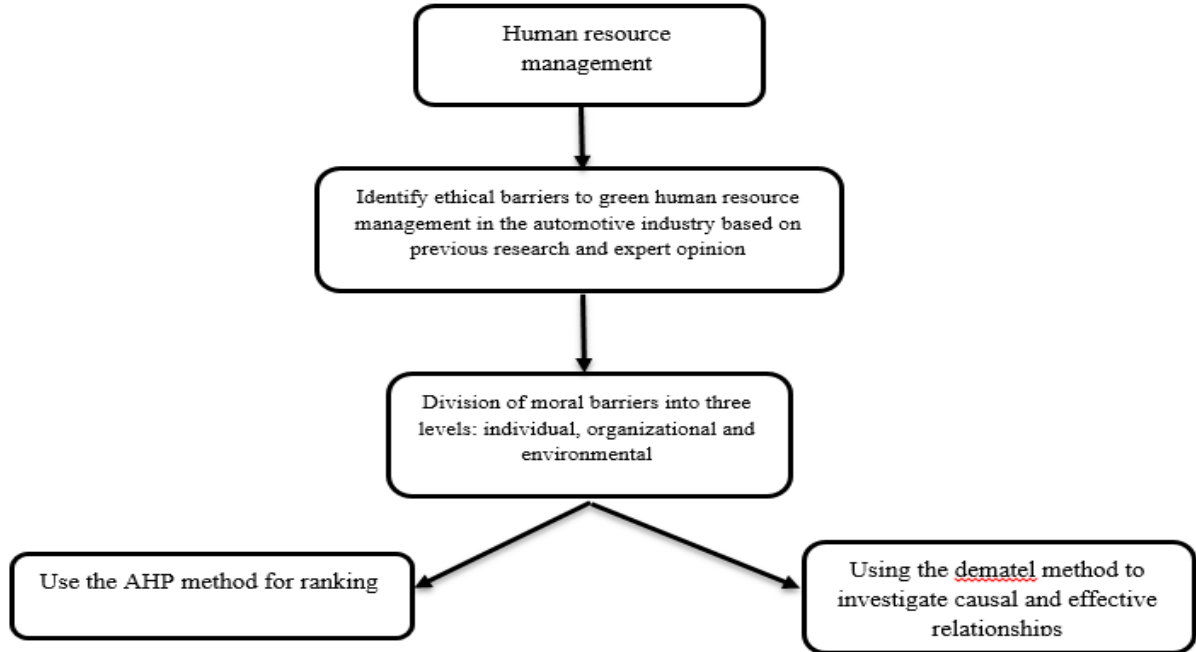 Human resource
management
Identify ethical barriers to green human resource
management in the automotive industry based on
previous research and expert opinion
Division of moral barriers into three
levels: individual, organizational and
environmental
Use the AHP method for ranking
Using the dematel method to
investigate causal and effective
relationships